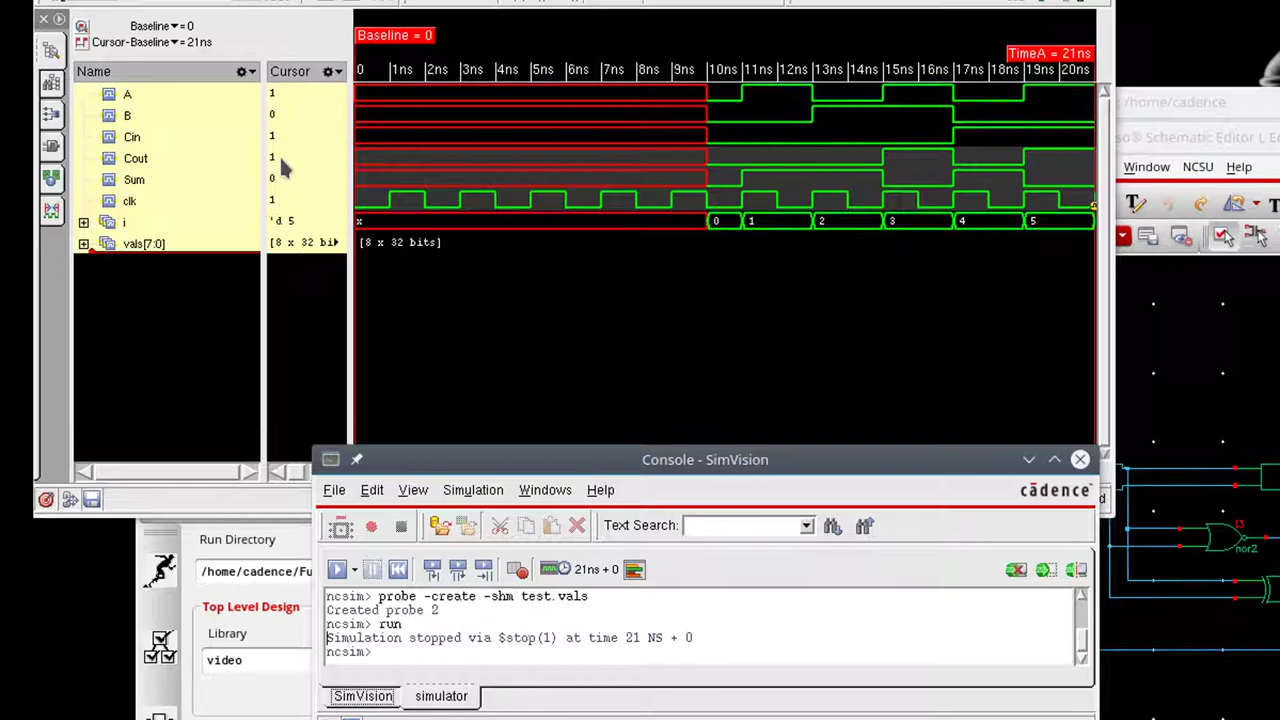 Baseline▼= 0
Cursor-Baseline▼= 21ns
Baseline = 0
TimeA = 21ns
Name
Cursor
0 1ns 2ns 3ns 4ns 5ns 6ns 7ns 8ns 9ns 10ns 11ns 12ns 13ns 14ns 15ns 16ns 17ns 18ns 19ns 20ns
A 1
B 0
Cin 1
Cout 1
Sum 0
clk 1
i 'd 5 x 0 1 2 3 4 5
vals[7:0] [8 x 32 bi [8 x 32 bits]
/home/cadence
so® Schematic Editor L E
Window NCSU Help
I3
nor2
Run Directory
/home/cadence/Fu
Top Level Design
Library
video
Console - SimVision
File Edit View Simulation Windows Help
cādence
Text Search:
21ns + 0
ncsim> probe -create -shm test.vals
Created probe 2
ncsim> run
Simulation stopped via $stop(1) at time 21 NS + 0
ncsim>
SimVision simulator